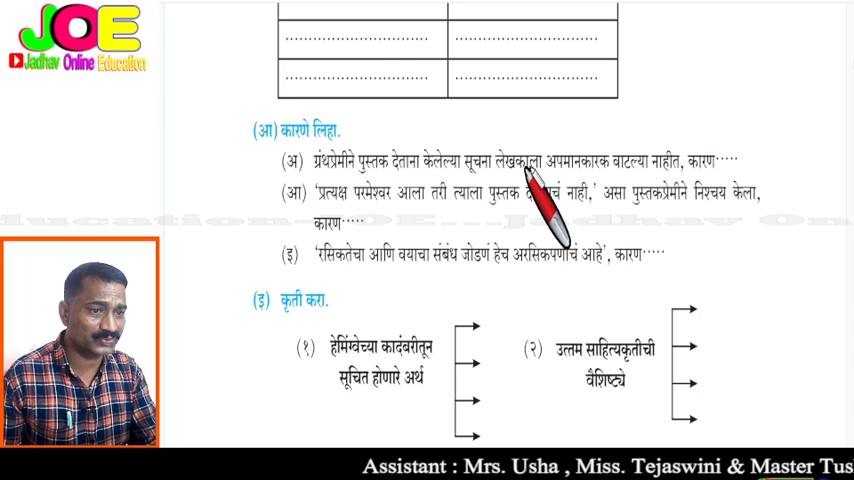 JOE
Jadhav Online Education
(आ) कारणे लिहा.
(अ) ग्रंथप्रेमीने पुस्तक देताना केलेल्या सूचना लेखकाला अपमानकारक वाटल्या नाहीत, कारण·····
(आ) ‘प्रत्यक्ष परमेश्वर आला तरी त्याला पुस्तक नाही,’ असा पुस्तकप्रेमीने निश्चय केला,
कारण·····
(इ) ‘रसिकतेचा आणि वयाचा संबंध जोडणं हेच अरसिकपणाचं आहे’, कारण·····
(इ) कृती करा.
(१) हेमिंग्वेच्या कादंबरीतून
सूचित होणारे अर्थ
(२) उत्तम साहित्यकृतीची
वैशिष्ट्ये
Assistant : Mrs. Usha , Miss. Tejaswini & Master Tus